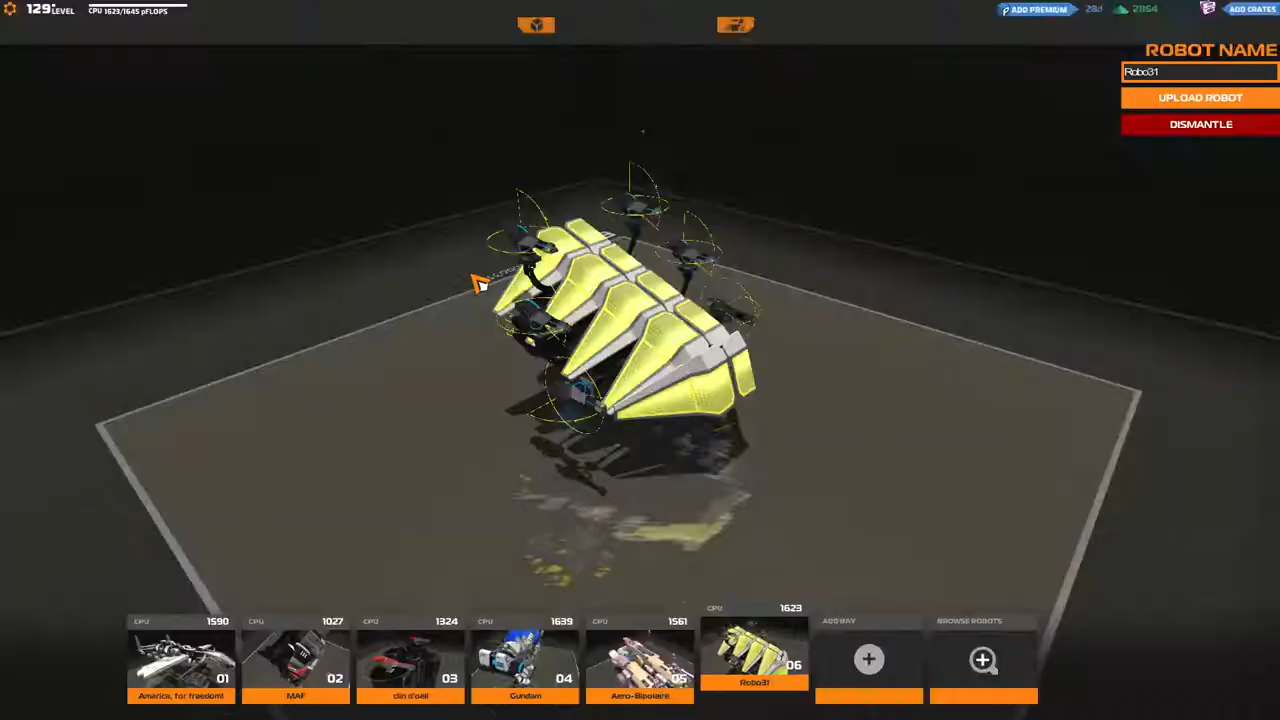 129 LEVEL
CPU 1623/1645 pFLOPS
ADD PREMIUM
28d
ADD CRATES
ROBOT NAME
Robo31
UPLOAD ROBOT
DISMANTLE
CPU 1590
CPU 1027
CPU 1324
CPU 1639
CPU 1561
CPU 1623
ADD BAY
BROWSE ROBOTS
01
02
03
04
05
06
America, for freedom!
MAF
clin d'oeil
Gundam
Aero-Bipolaire
Robo31